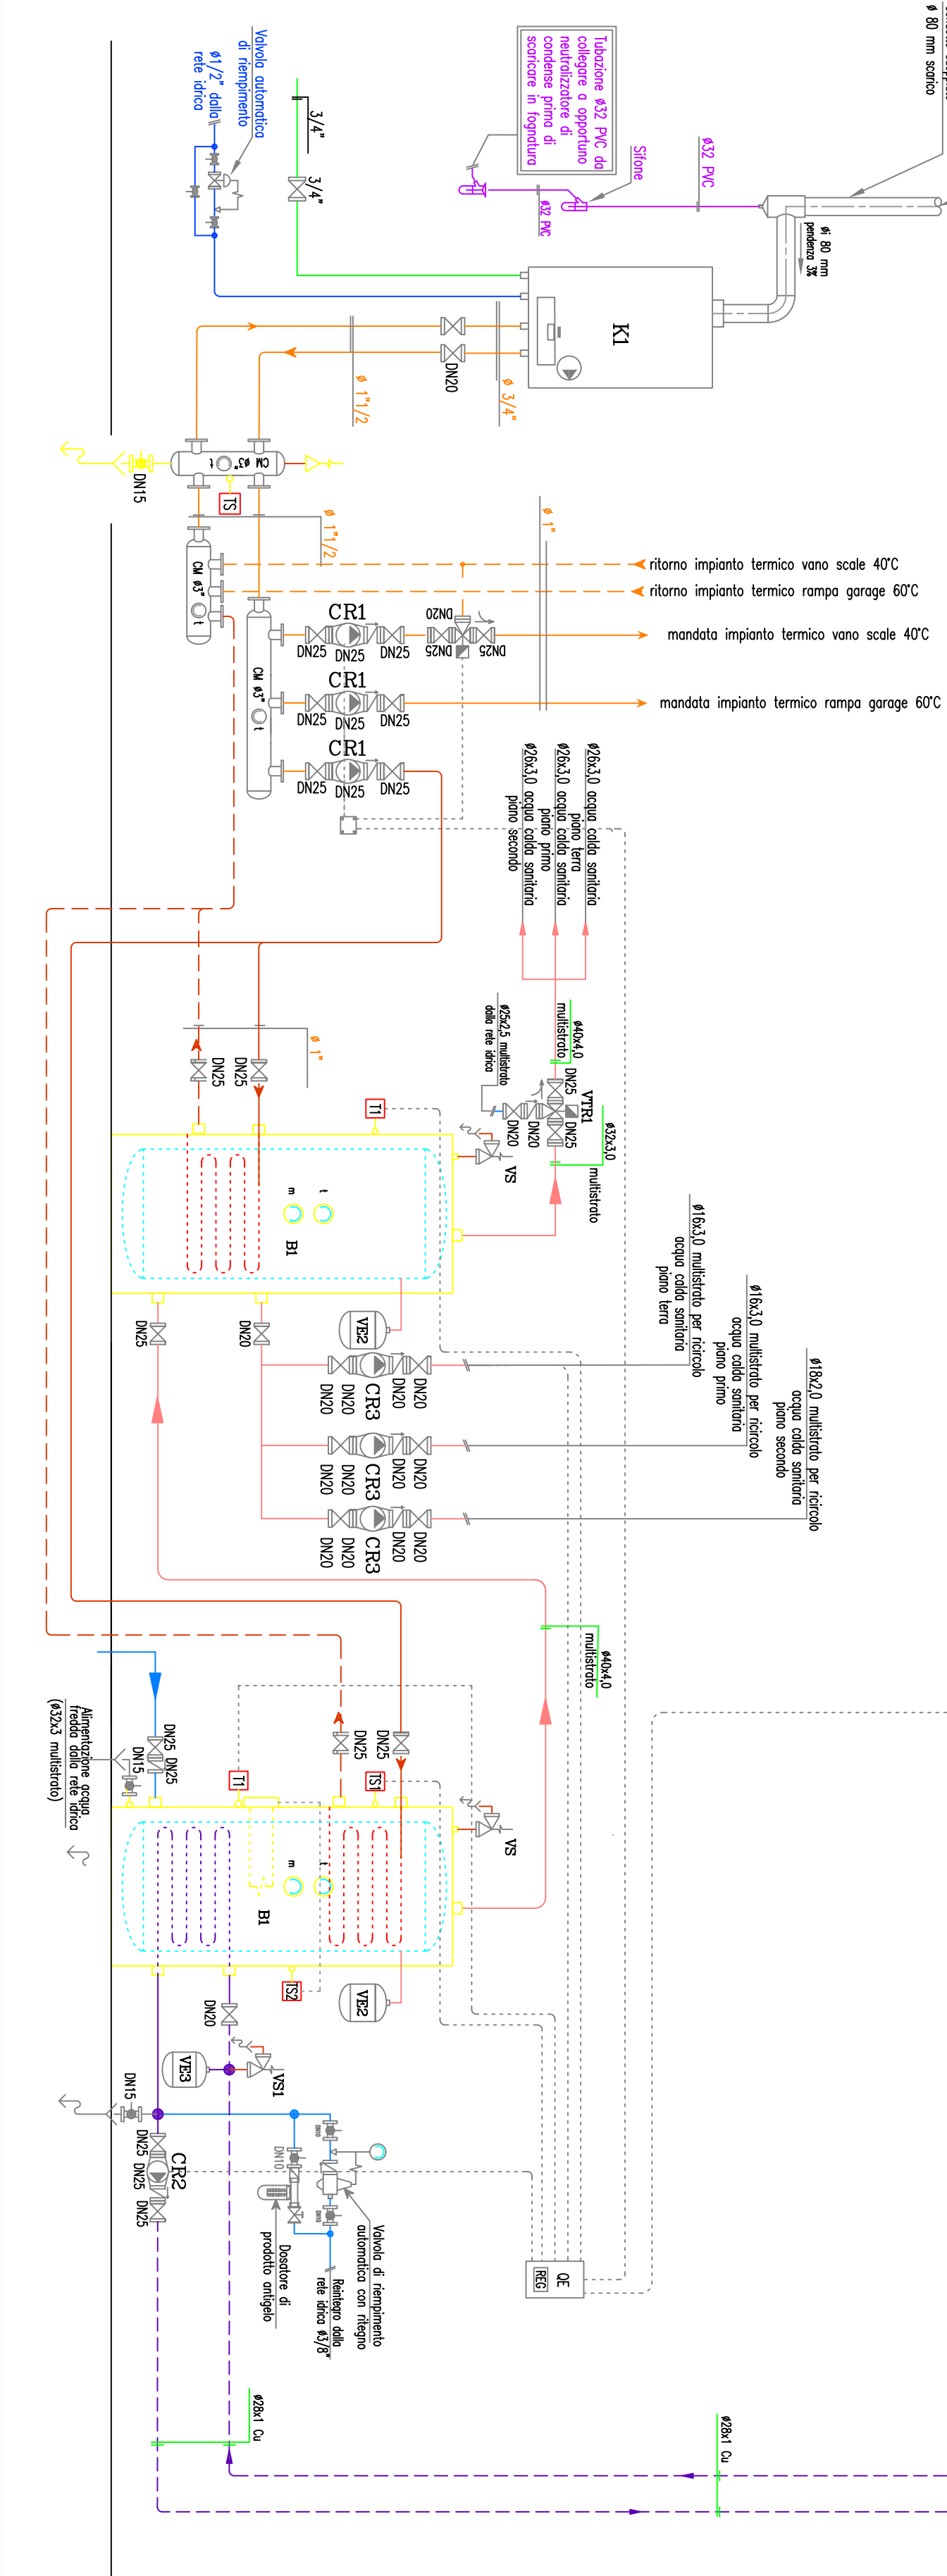 ø 80 mm scarico
Valvola automatica
di riempimento
ø1/2" dalla
rete idrica
3/4"
3/4"
Tubazione ø32 PVC da
collegare a opportuno
neutralizzatore di
condense prima di
scaricare in fognatura
Sifone
ø32 PVC
ø32 PVC
øi 80 mm
pendenza 3%
K1
DN20
ø 3/4"
ø 1"1/2
CM ø3"
t
TS
DN15
ø 1"1/2
ø 1"
CM ø3"
t
CM ø3"
t
ritorno impianto termico vano scale 40°C
ritorno impianto termico rampa garage 60°C
mandata impianto termico vano scale 40°C
mandata impianto termico rampa garage 60°C
CR1
DN25
DN25
DN25
DN20
DN25
DN25
CR1
DN25
DN25
DN25
CR1
DN25
DN25
DN25
ø26x3,0 acqua calda sanitaria
piano terra
ø26x3,0 acqua calda sanitaria
piano primo
ø26x3,0 acqua calda sanitaria
piano secondo
ø25x2,5 multistrato
dalla rete idrica
ø40x4,0
multistrato
DN25
VTR1
DN25
DN20
DN20
ø32x3,0
multistrato
ø 1"
DN25
DN25
T1
VS
m
t
B1
VE2
DN25
DN20
ø16x3,0 multistrato per ricircolo
acqua calda sanitaria
piano terra
ø16x3,0 multistrato per ricircolo
acqua calda sanitaria
piano primo
ø18x2,0 multistrato per ricircolo
acqua calda sanitaria
piano secondo
DN20
DN20
CR3
DN20
DN20
DN20
DN20
CR3
DN20
DN20
DN20
DN20
CR3
DN20
DN20
ø40x4,0
multistrato
Alimentazione acqua
fredda dalla rete idrica
(ø32x3 multistrato)
DN15
DN25
DN25
DN25
DN25
T1
TS1
VS
m
t
B1
TS2
VE2
DN20
VE3
VS1
DN15
DN25
DN25
DN25
CR2
DN10
DN10
DN10
Dosatore di
prodotto antigelo
Valvola di riempimento
automatica con ritegno
Reintegro dalla
rete idrica ø3/8"
QE
REG
ø28x1 Cu
ø28x1 Cu